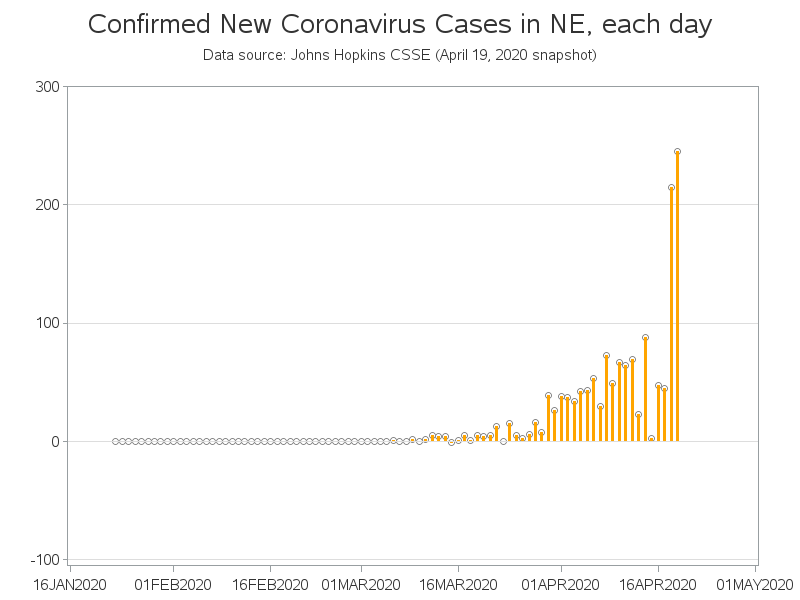 Confirmed New Coronavirus Cases in NE, each day
Data source: Johns Hopkins CSSE (April 19, 2020 snapshot)
300
200
100
0
-100
16JAN2020 01FEB2020 16FEB2020 01MAR2020 16MAR2020 01APR2020 16APR2020 01MAY2020